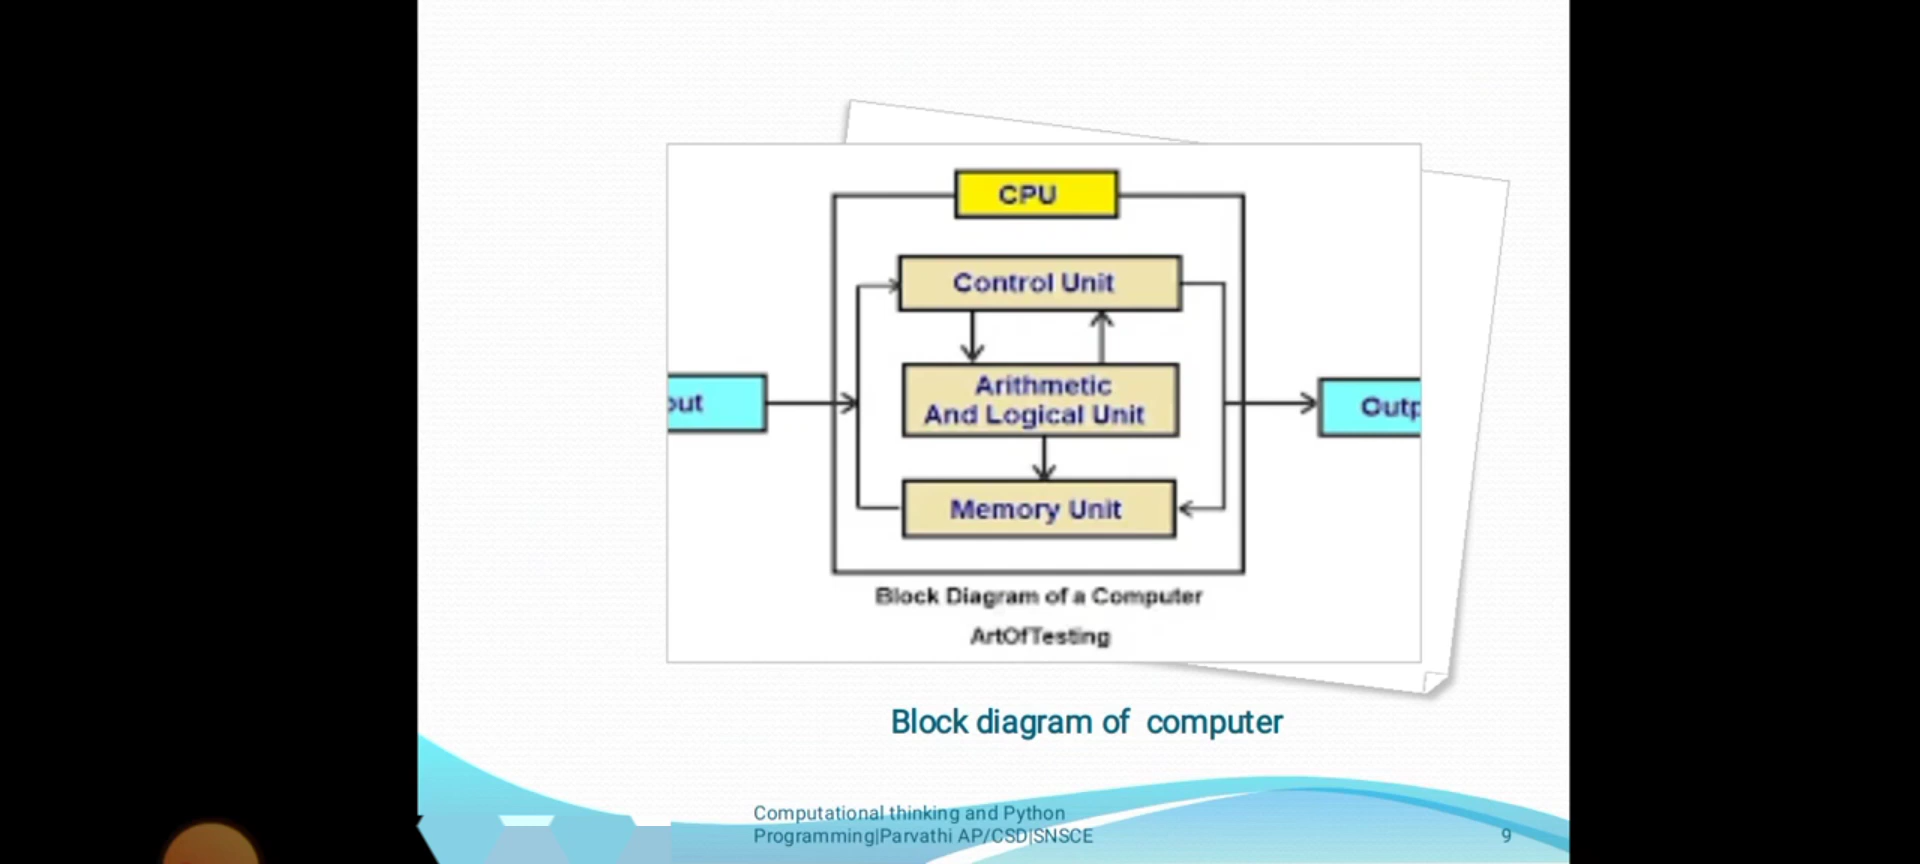 CPU
Control Unit
Arithmetic
And Logical Unit
Memory Unit
out
Outp
Block Diagram of a Computer
ArtOfTesting
Block diagram of  computer
Computational thinking and Python
Programming|Parvathi AP/CSD|SNSCE
9